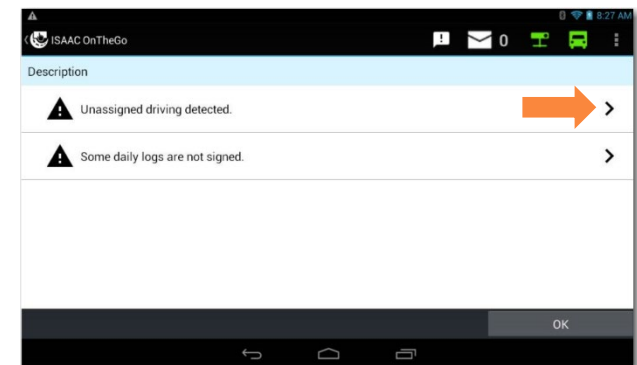 8:27 AM
ISAAC OnTheGo
0
Description
Unassigned driving detected.
Some daily logs are not signed.
OK